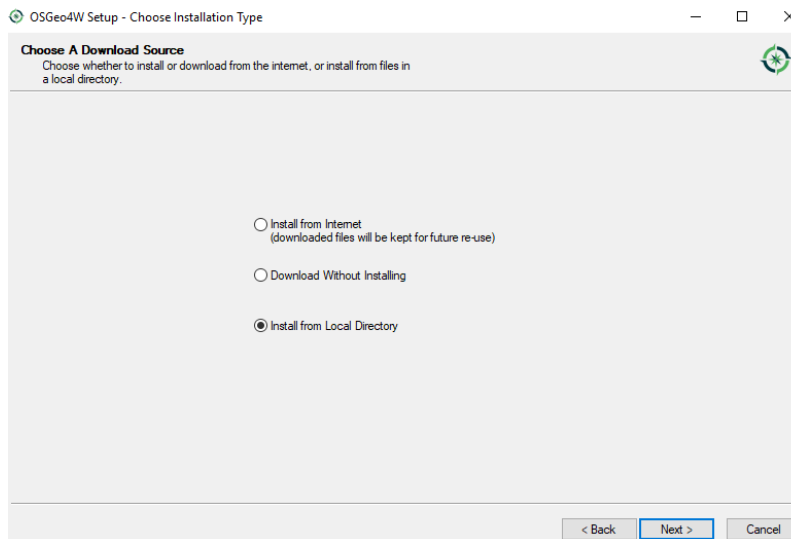 OSGeo4W Setup - Choose Installation Type
Choose A Download Source
Choose whether to install or download from the internet, or install from files in
a local directory.
Install from Internet
(downloaded files will be kept for future re-use)
Download Without Installing
Install from Local Directory
< Back Next > Cancel